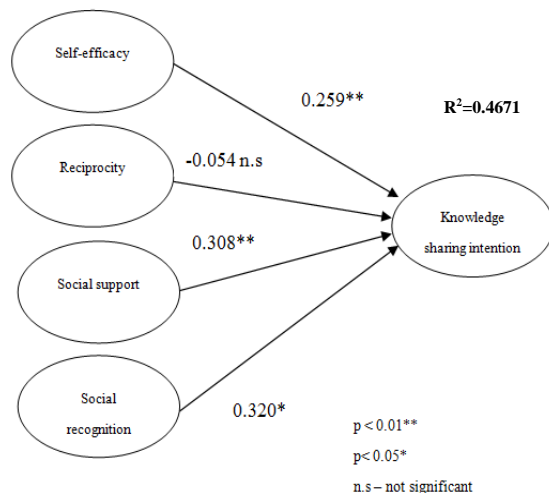 Self-efficacy
0.259**
R²=0.4671
Reciprocity
-0.054 n.s
Knowledge
sharing intention
0.308**
Social support
Social
recognition
0.320*
p < 0.01**
p< 0.05*
n.s – not significant